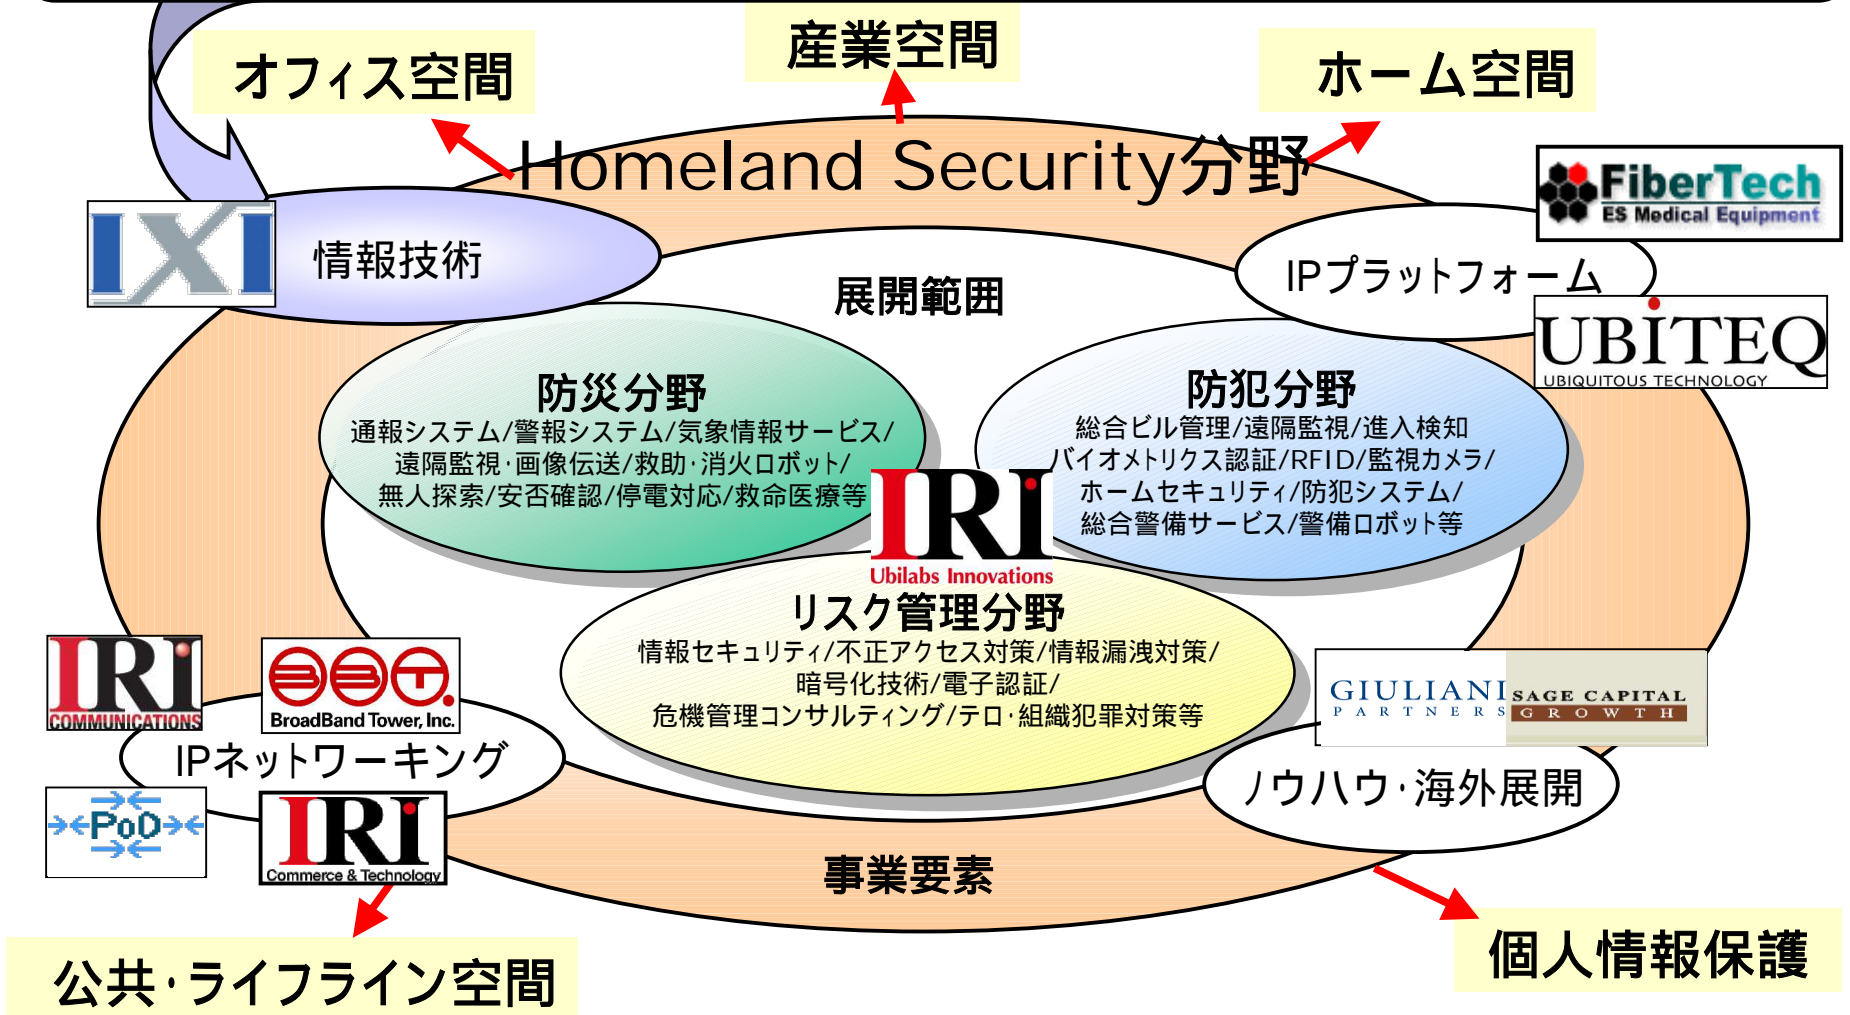 オフィス空間
産業空間
ホーム空間
Homeland Security分野
FiberTech
ES Medical Equipment
IXI
情報技術
IPプラットフォーム
展開範囲
UBiTEQ
UBIQUITOUS TECHNOLOGY
防災分野
通報システム/警報システム/気象情報サービス/
遠隔監視・画像伝送/救助・消火ロボット/
無人探索/安否確認/停電対応/救命医療等
防犯分野
総合ビル管理/遠隔監視/進入検知
バイオメトリクス認証/RFID/監視カメラ/
ホームセキュリティ/防犯システム/
総合警備サービス/警備ロボット等
IRI
Ubilabs Innovations
リスク管理分野
情報セキュリティ/不正アクセス対策/情報漏洩対策/
暗号化技術/電子認証/
危機管理コンサルティング/テロ・組織犯罪対策等
IRI
COMMUNICATIONS
BBT.
BroadBand Tower, Inc.
IPネットワーキング
→←PoD→←
IRI
Commerce & Technology
GIULIANI
PARTNERS
SAGE CAPITAL
GROWTH
ノウハウ・海外展開
事業要素
公共・ライフライン空間
個人情報保護